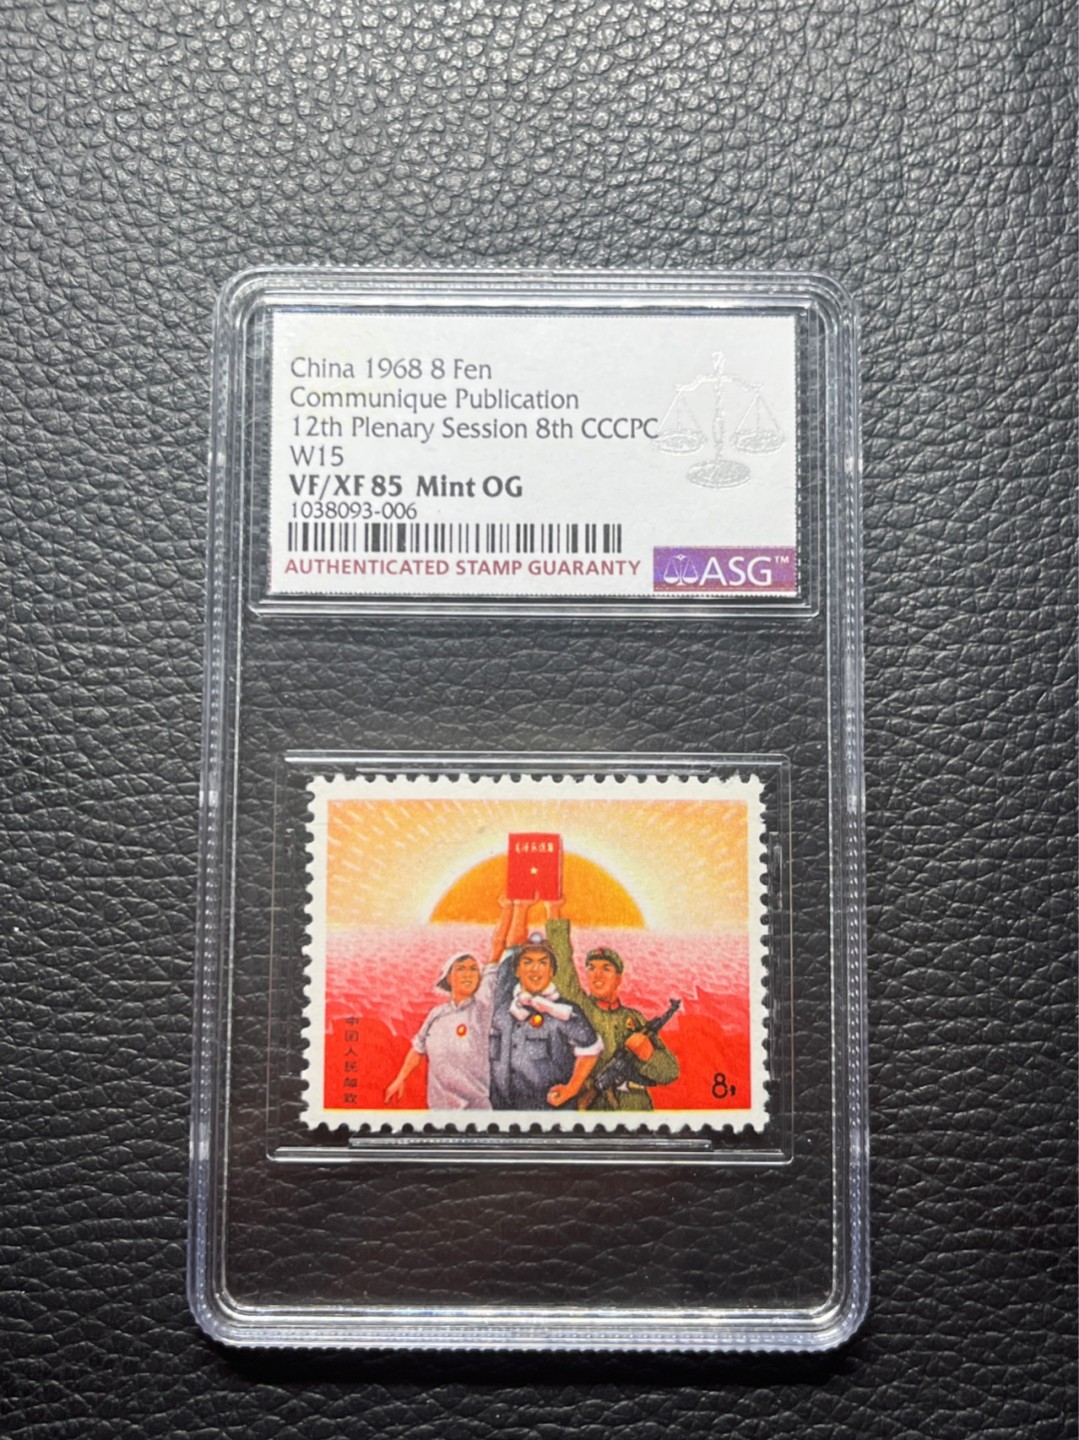 China 1968 8 Fen
Communique Publication
12th Plenary Session 8th CCCPC
W15
VF/XF 85 Mint OG
1038093-006
AUTHENTICATED STAMP GUARANTY
ASG™
中国人民邮政
8分